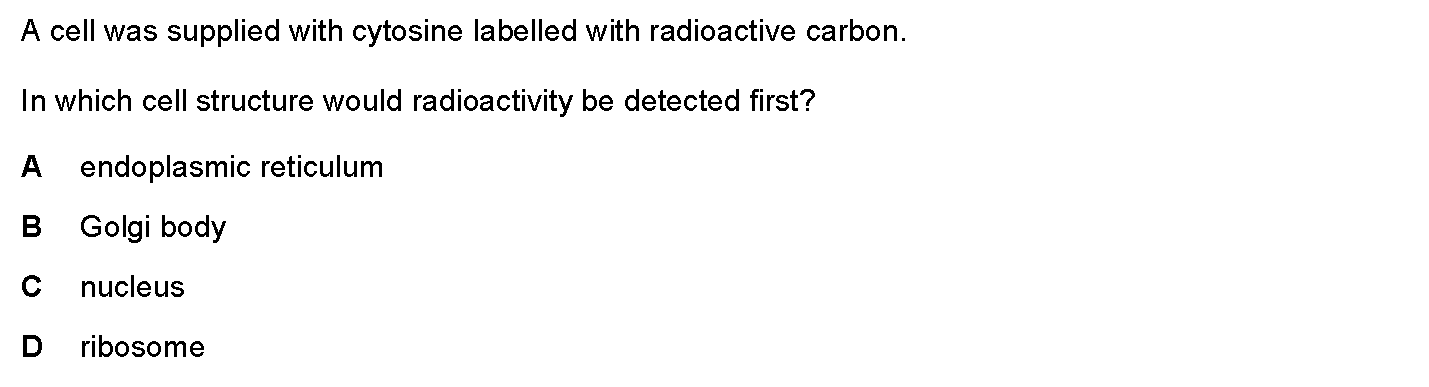 A cell was supplied with cytosine labelled with radioactive carbon.
In which cell structure would radioactivity be detected first?
A endoplasmic reticulum
B Golgi body
C nucleus
D ribosome